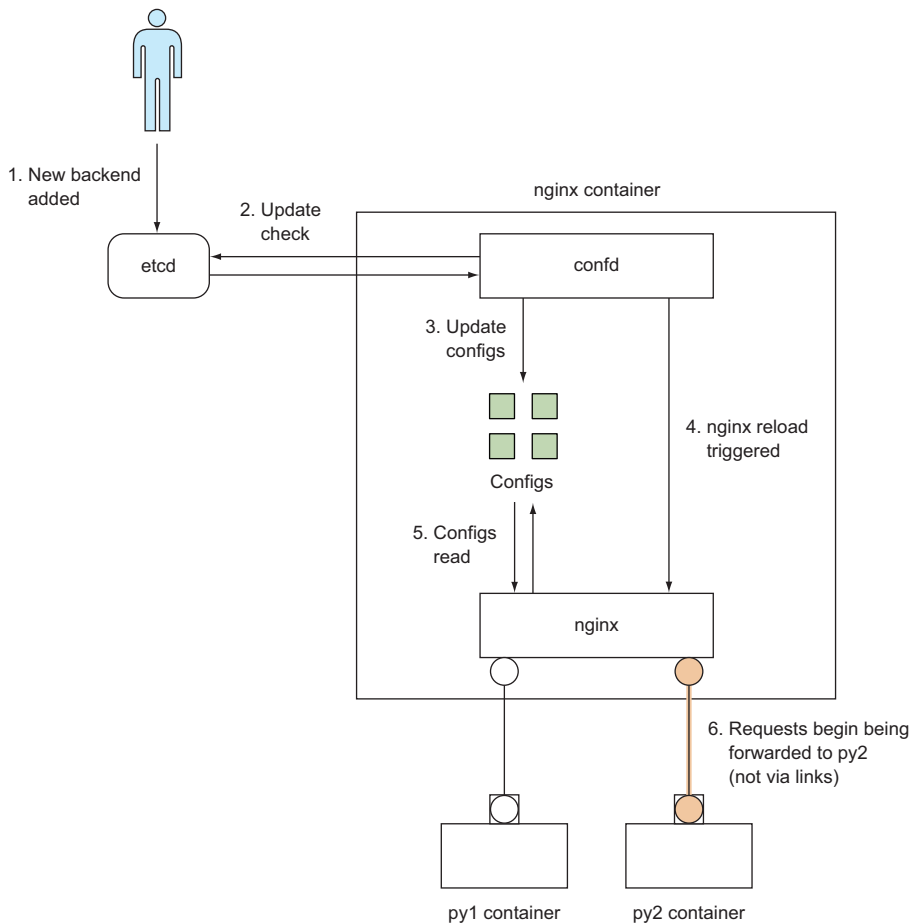 1. New backend
added
nginx container
2. Update
check
etcd
confd
3. Update
configs
4. nginx reload
triggered
Configs
5. Configs
read
nginx
6. Requests begin being
forwarded to py2
(not via links)
py1 container
py2 container